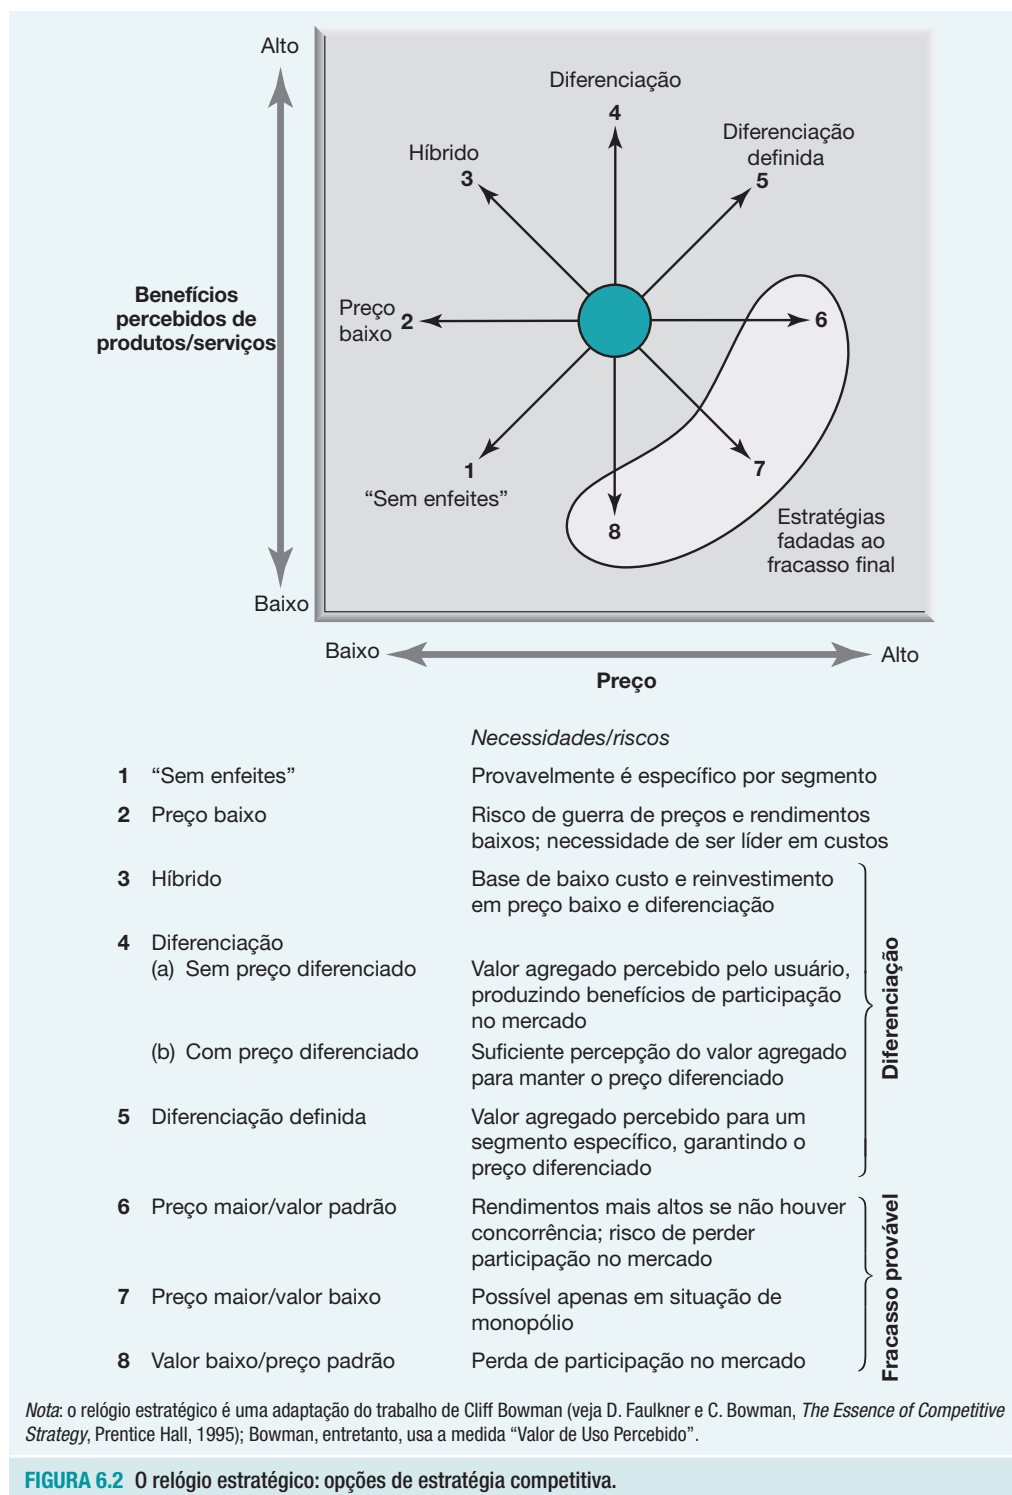 Alto
Diferenciação
4
Diferenciação
definida
5
Híbrido
3
Benefícios
percebidos de
produtos/serviços
Preço
baixo 2
6
1
"Sem enfeites"
7
8
Estratégias
fadadas ao
fracasso final
Baixo
Baixo
Alto
Preço
Necessidades/riscos
1 "Sem enfeites" Provavelmente é específico por segmento
2 Preço baixo Risco de guerra de preços e rendimentos
baixos; necessidade de ser líder em custos
3 Híbrido Base de baixo custo e reinvestimento
em preço baixo e diferenciação
4 Diferenciação
(a) Sem preço diferenciado Valor agregado percebido pelo usuário,
produzindo benefícios de participação
no mercado
(b) Com preço diferenciado Suficiente percepção do valor agregado
para manter o preço diferenciado
5 Diferenciação definida Valor agregado percebido para um
segmento específico, garantindo o
preço diferenciado
Diferenciação
6 Preço maior/valor padrão Rendimentos mais altos se não houver
concorrência; risco de perder
participação no mercado
7 Preço maior/valor baixo Possível apenas em situação de
monopólio
8 Valor baixo/preço padrão Perda de participação no mercado
Fracasso provável
Nota: o relógio estratégico é uma adaptação do trabalho de Cliff Bowman (veja D. Faulkner e C. Bowman, The Essence of Competitive
Strategy, Prentice Hall, 1995); Bowman, entretanto, usa a medida "Valor de Uso Percebido".
FIGURA 6.2 O relógio estratégico: opções de estratégia competitiva.